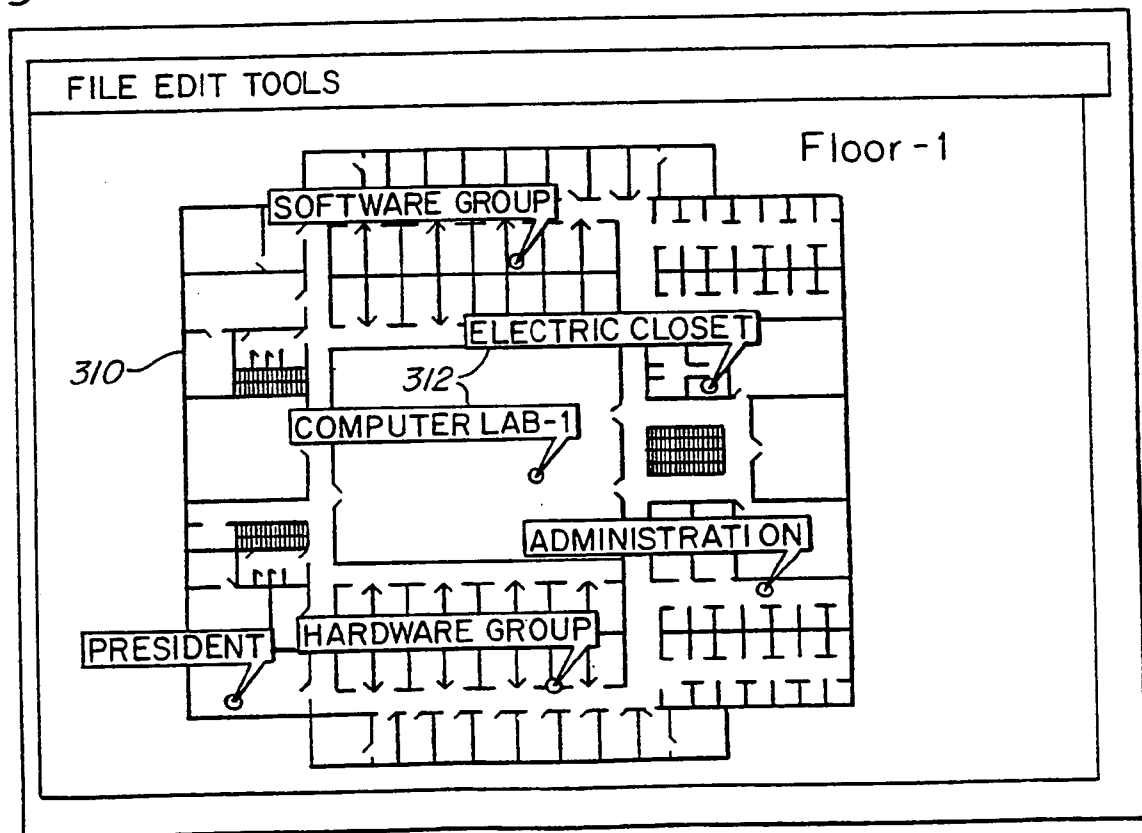 FILE EDIT TOOLS
Floor-1
SOFTWARE GROUP
ELECTRIC CLOSET
310
312
COMPUTER LAB-1
ADMINISTRATION
HARDWARE GROUP
PRESIDENT